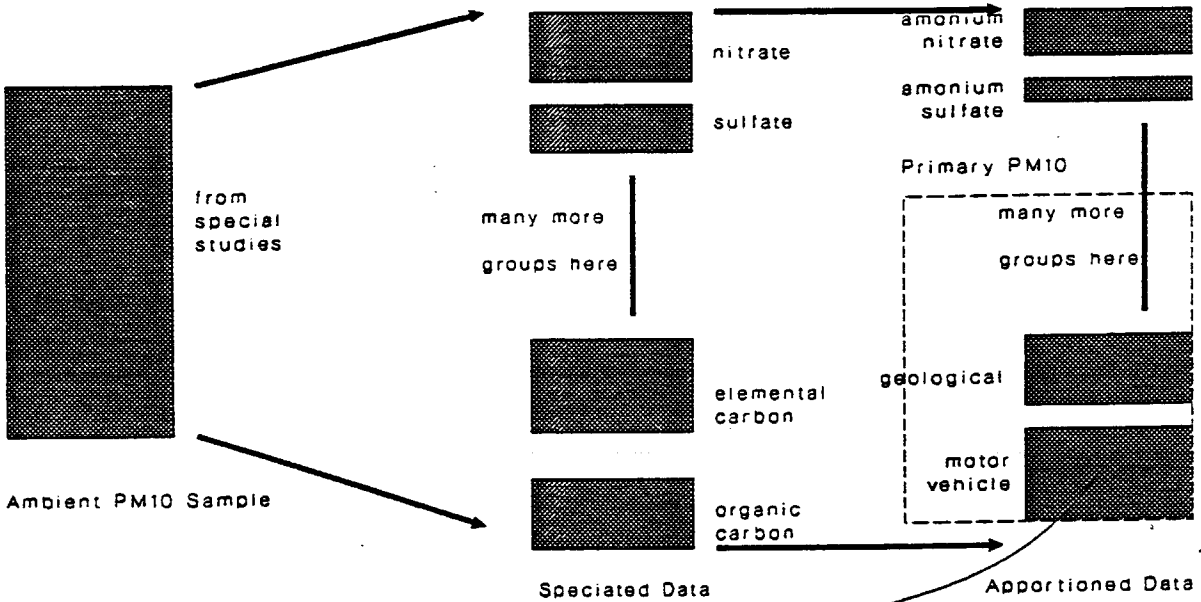 from
special
studies
Ambient PM10 Sample
nitrate
sulfate
many more
groups here
elemental
carbon
organic
carbon
Speciated Data
amonium
nitrate
amonium
sulfate
Primary PM10
many more
groups here
geological
motor
vehicle
Apportioned Data